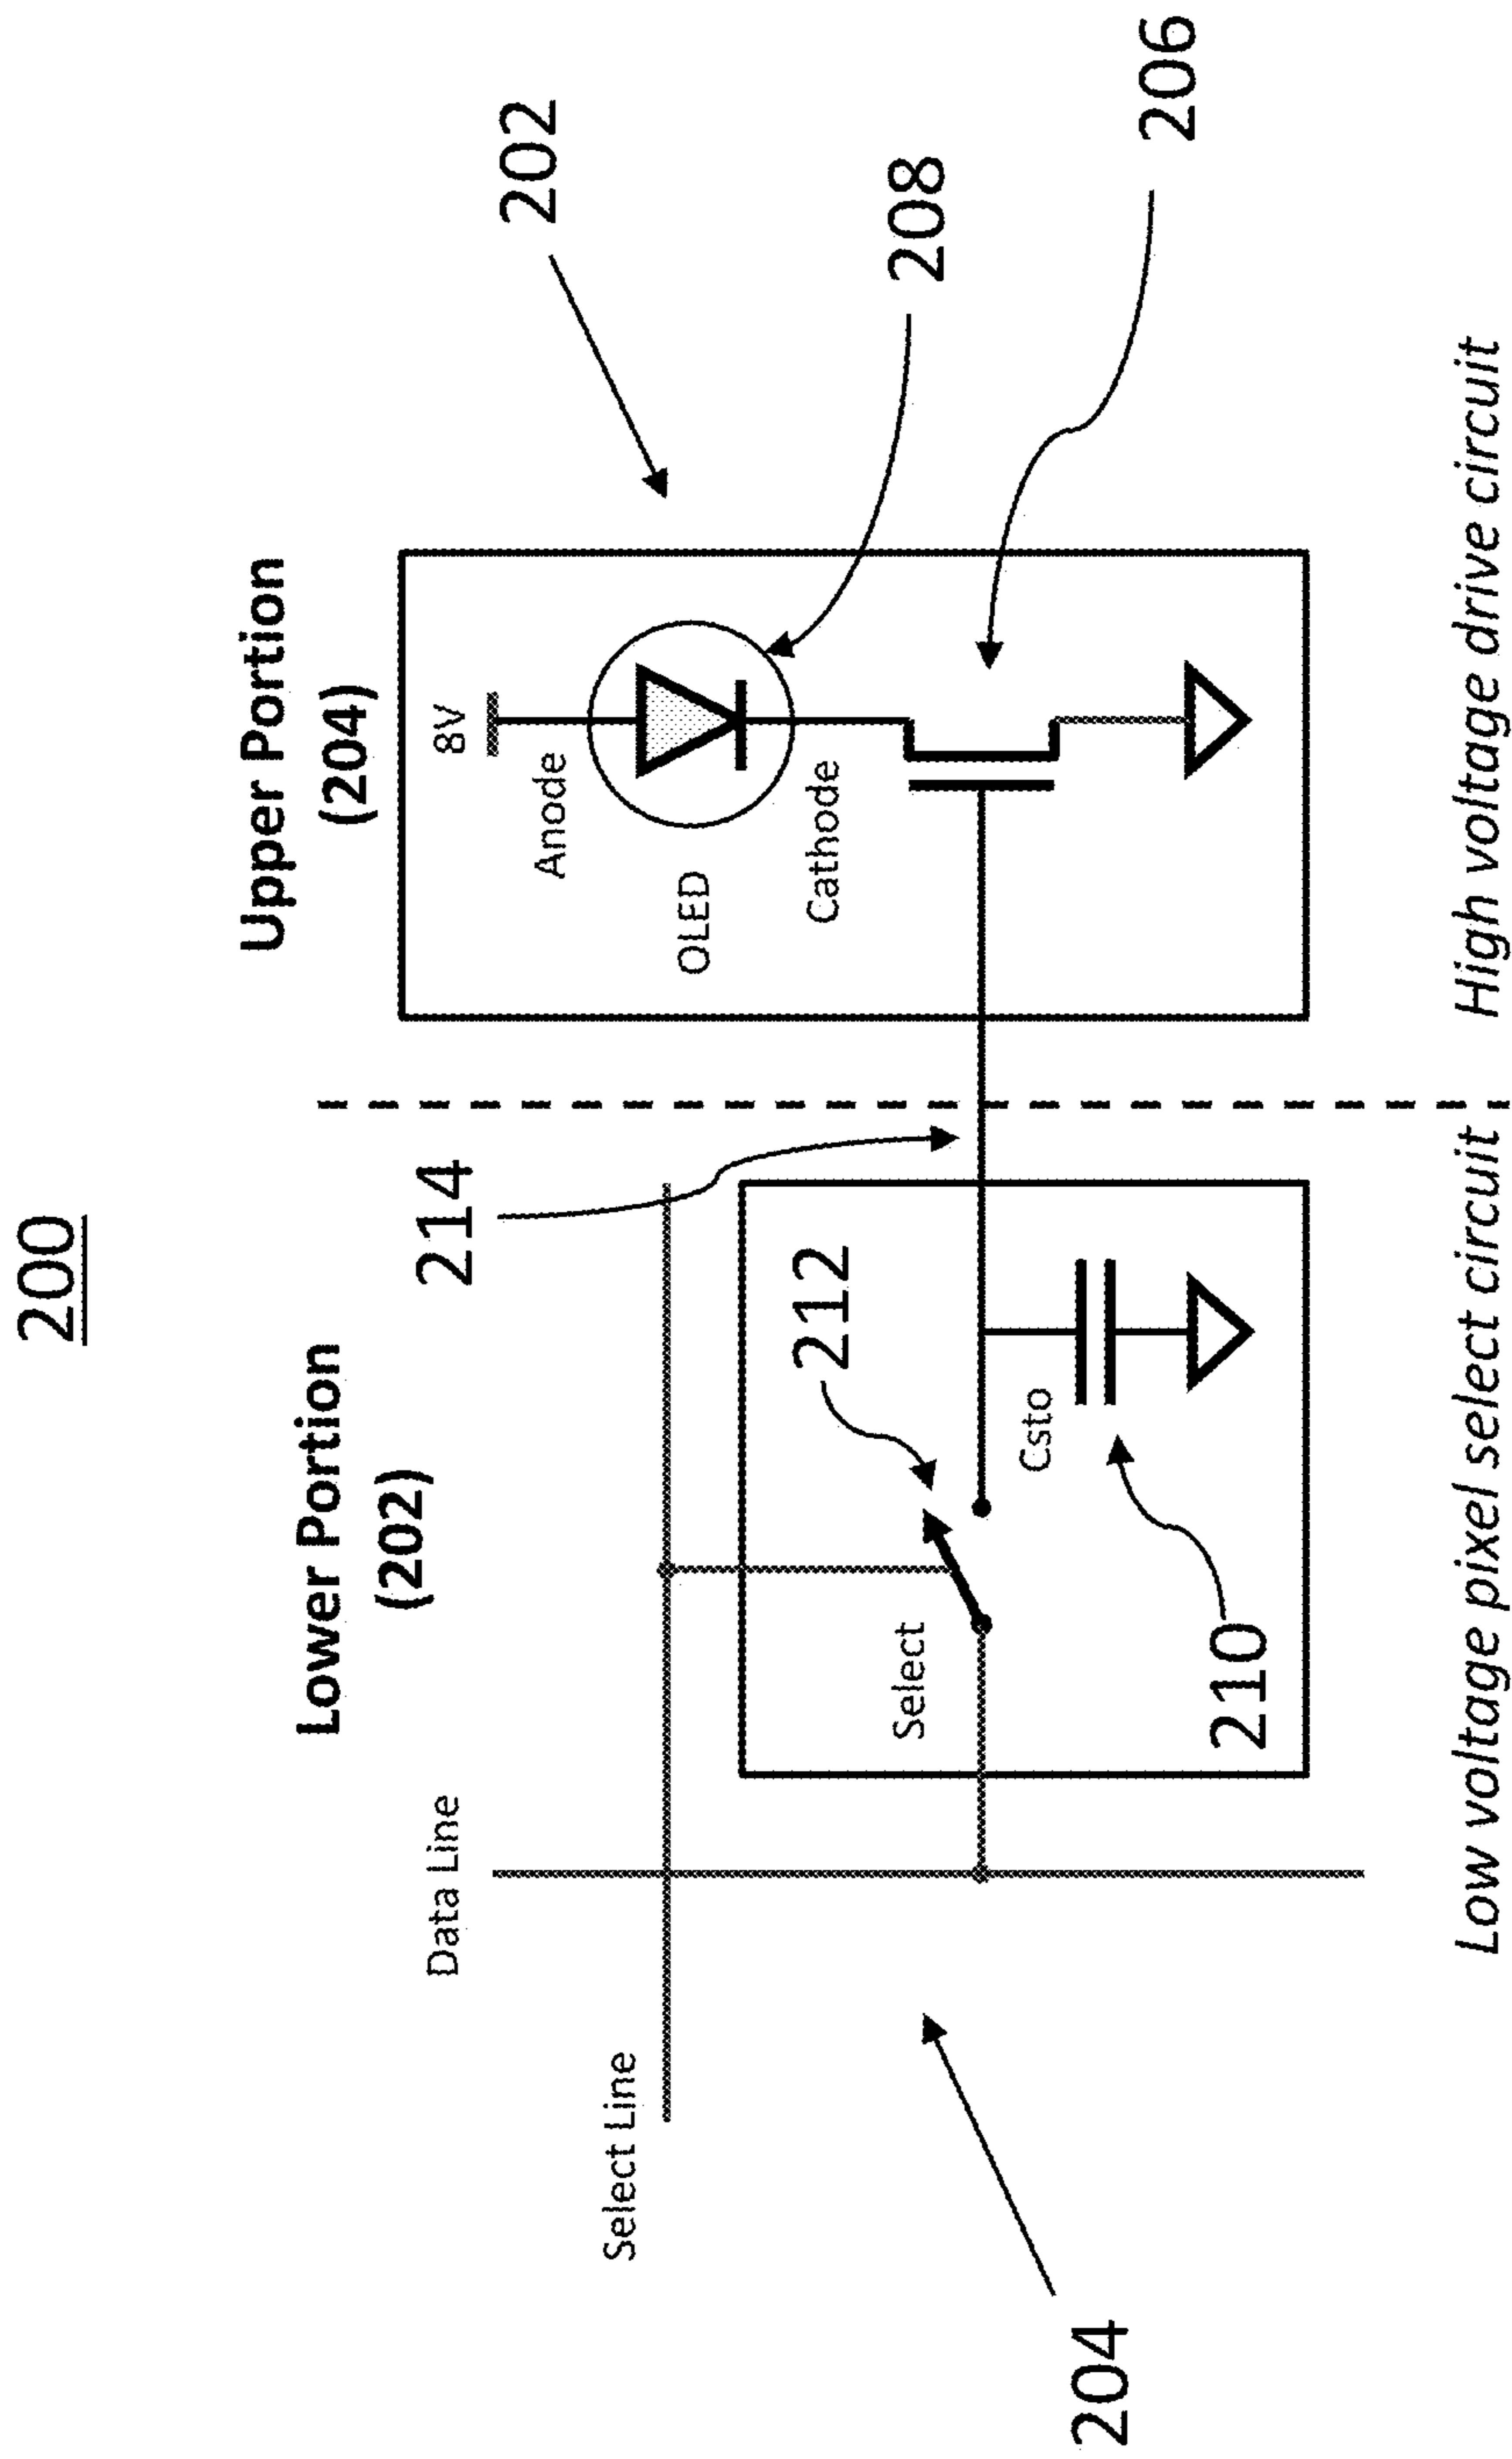 200
Lower Portion
(202)
Upper Portion
(204)
Data Line
Select Line
214
212
Select
Csto
210
204
8V
Anode
OLED
Cathode
202
208
206
Low voltage pixel select circuit
High voltage drive circuit